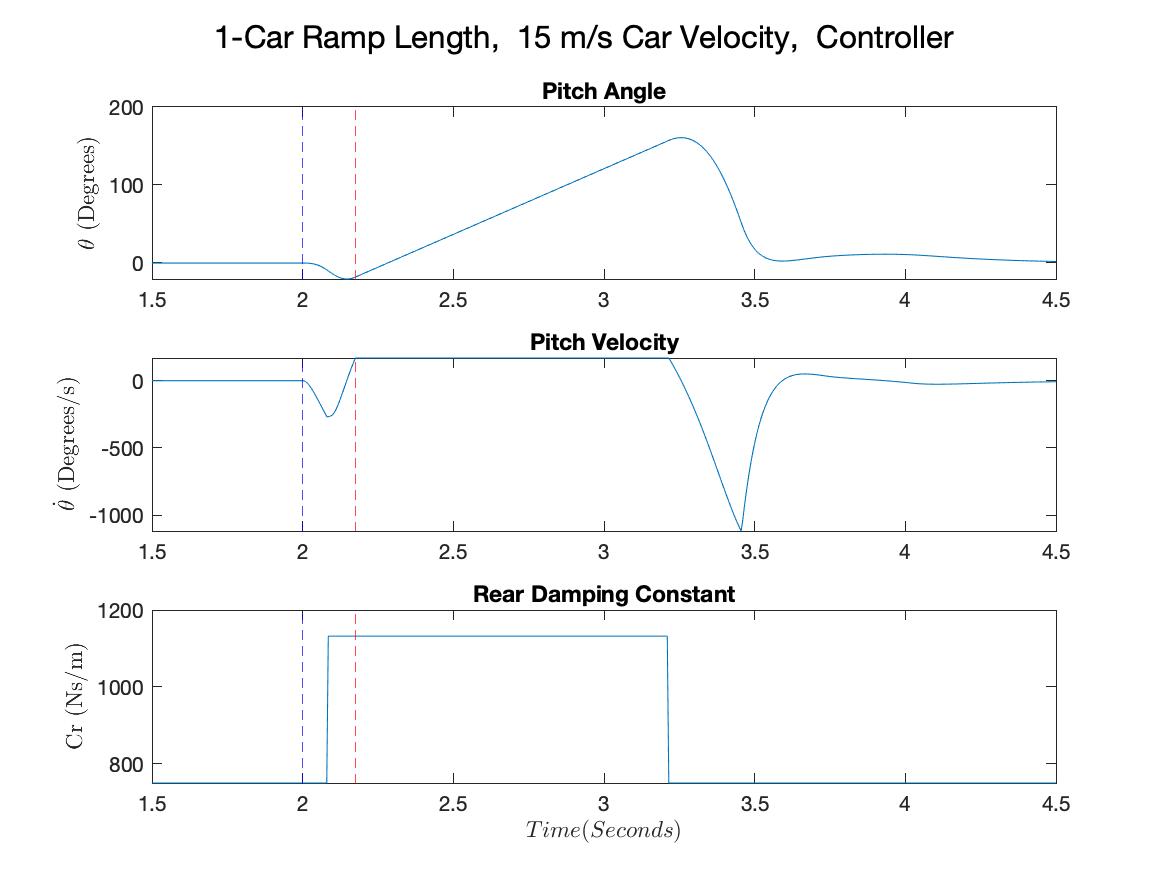 1-Car Ramp Length, 15 m/s Car Velocity, Controller
Pitch Angle
200
100
0
θ (Degrees)
1.5 2 2.5 3 3.5 4 4.5
Pitch Velocity
0
-500
-1000
θ̇ (Degrees/s)
1.5 2 2.5 3 3.5 4 4.5
Rear Damping Constant
1200
1000
800
Cr (Ns/m)
1.5 2 2.5 3 3.5 4 4.5
Time(Seconds)